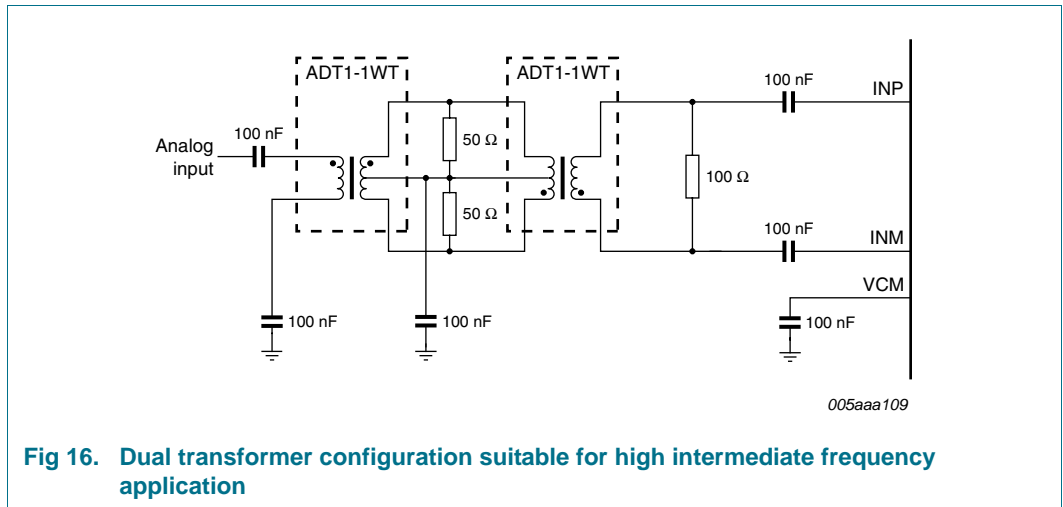 ADT1-1WT
ADT1-1WT
100 nF
INP
Analog
input
100 nF
50 Ω
100 Ω
50 Ω
100 nF
INM
VCM
100 nF
100 nF
100 nF
005aaa109
Fig 16. Dual transformer configuration suitable for high intermediate frequency
application